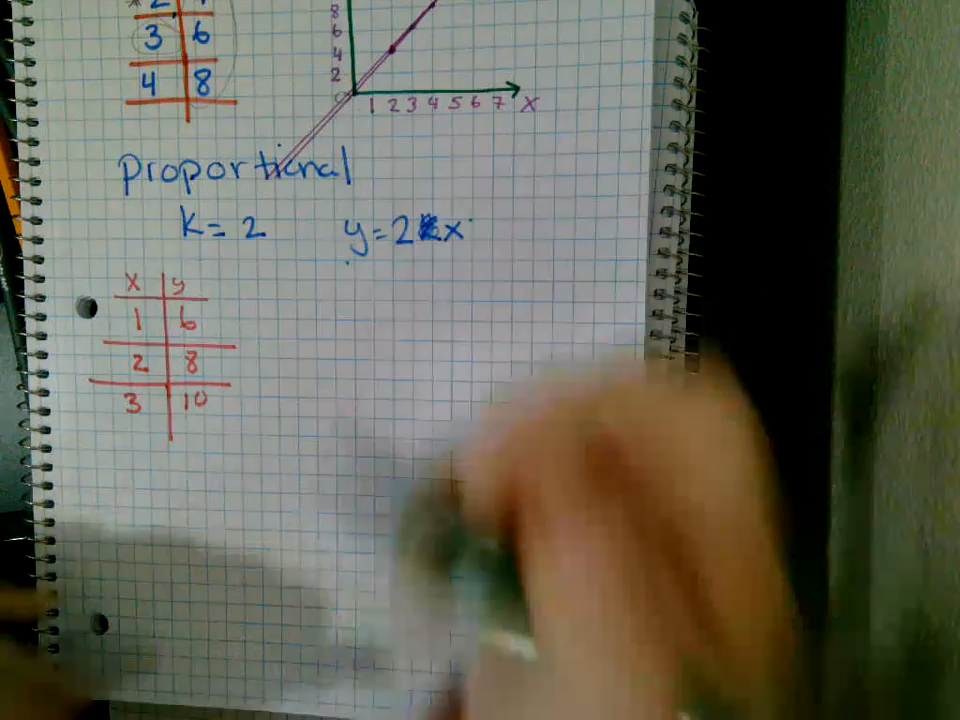 3 6
4 8
8
6
4
2
0
1 2 3 4 5 6 7 x
proportional
k = 2 y = 2x
x y
1 6
2 8
3 10